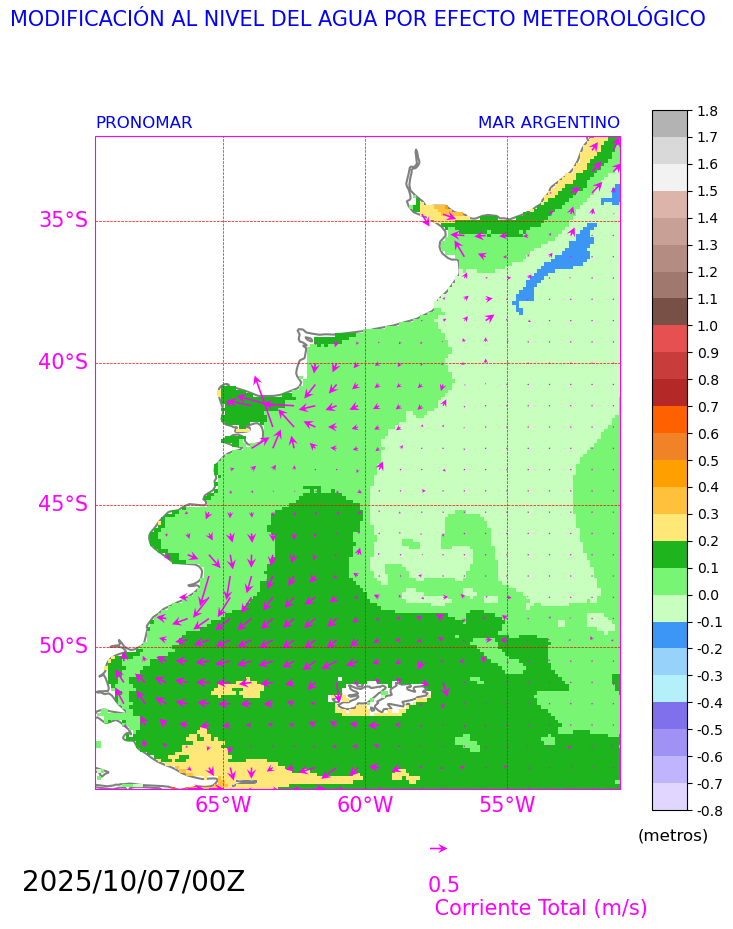 MODIFICACIÓN AL NIVEL DEL AGUA POR EFECTO METEOROLÓGICO
PRONOMAR
MAR ARGENTINO
35°S
40°S
45°S
50°S
65°W
60°W
55°W
1.8
1.7
1.6
1.5
1.4
1.3
1.2
1.1
1.0
0.9
0.8
0.7
0.6
0.5
0.4
0.3
0.2
0.1
0.0
-0.1
-0.2
-0.3
-0.4
-0.5
-0.6
-0.7
-0.8
(metros)
2025/10/07/00Z
0.5
Corriente Total (m/s)